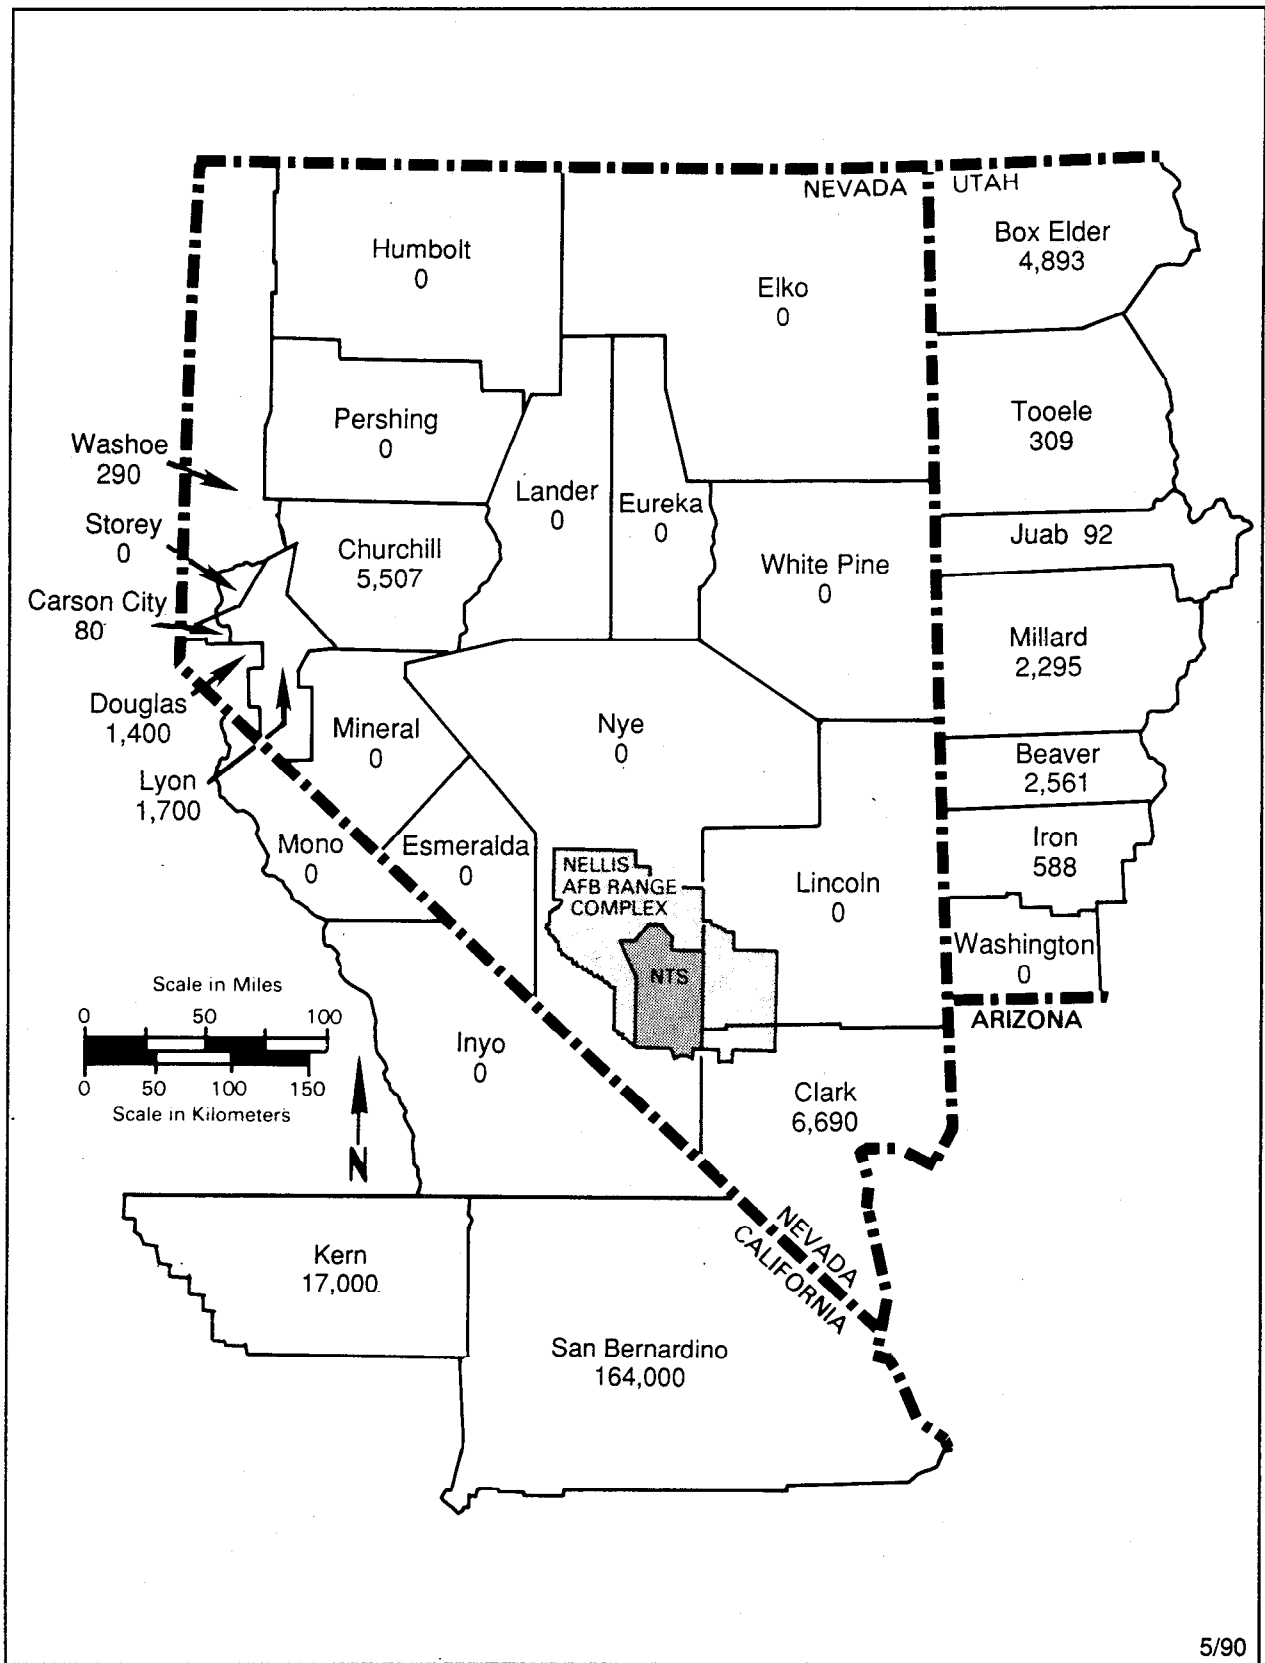 NEVADA
UTAH
Humbolt
0
Elko
0
Box Elder
4,893
Pershing
0
Tooele
309
Washoe
290
Lander
0
Eureka
0
Storey
0
Churchill
5,507
White Pine
0
Juab 92
Carson City
80
Millard
2,295
Douglas
1,400
Mineral
0
Nye
0
Beaver
2,561
Lyon
1,700
Mono
0
Esmeralda
0
Iron
588
NELLIS
AFB RANGE
COMPLEX
Lincoln
0
Washington
0
NTS
ARIZONA
Scale in Miles
0 50 100
0 50 100 150
Scale in Kilometers
N
Inyo
0
Clark
6,690
NEVADA
CALIFORNIA
Kern
17,000
San Bernardino
164,000
5/90